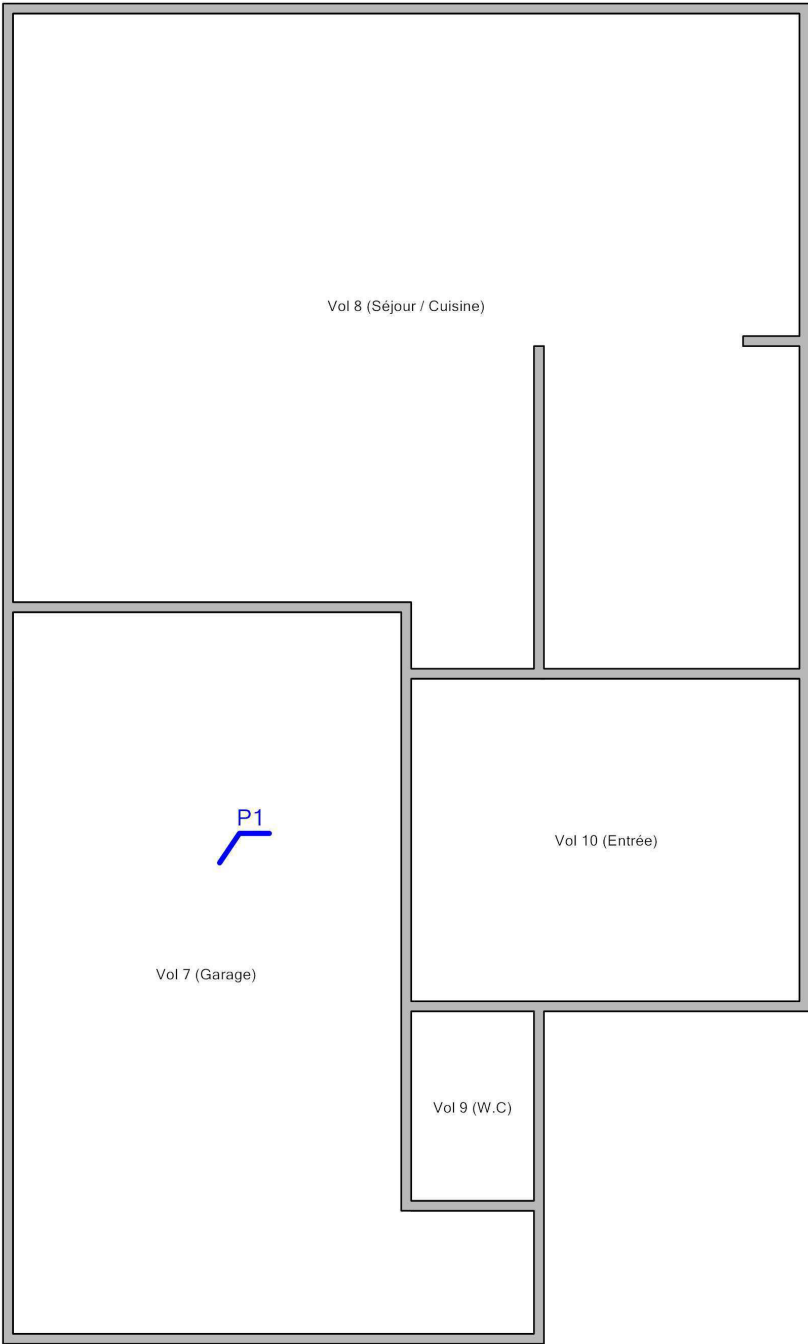 Vol 8 (Séjour / Cuisine)
P1
Vol 10 (Entrée)
Vol 7 (Garage)
Vol 9 (W.C)